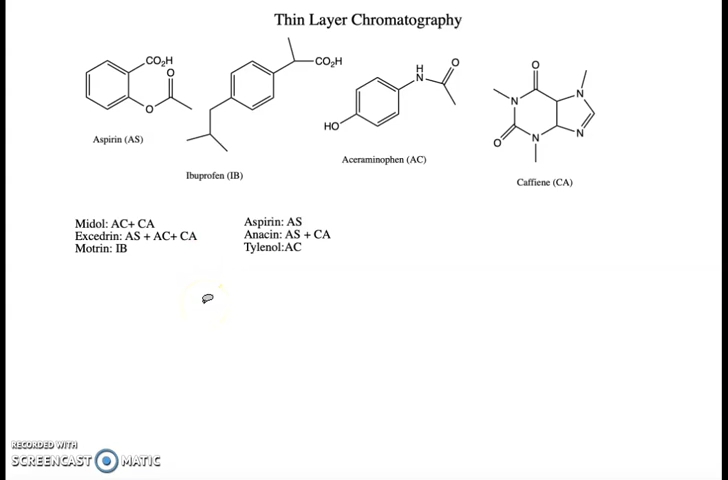 Thin Layer Chromatography
CO₂H
O
O
Aspirin (AS)
CO₂H
Ibuprofen (IB)
H
N
O
HO
Aceraminophen (AC)
O
N
N
O
N
N
Caffiene (CA)
Midol: AC+ CA
Excedrin: AS + AC+ CA
Motrin: IB
Aspirin: AS
Anacin: AS + CA
Tylenol:AC
RECORDED WITH
SCREENCAST O MATIC